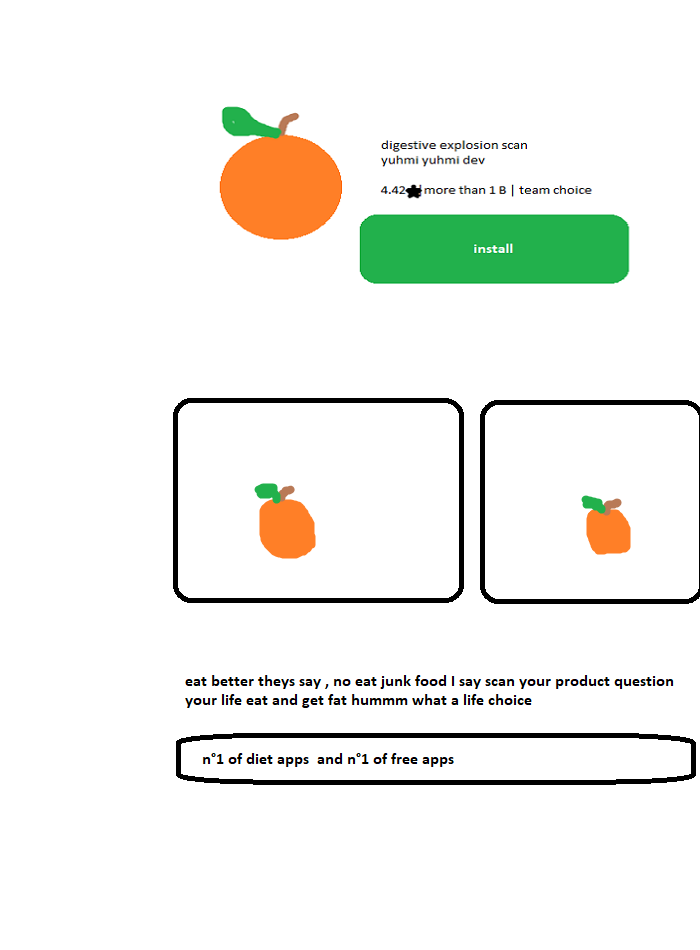 digestive explosion scan
yuhmi yuhmi dev
4.42 more than 1 B | team choice
install
eat better theys say , no eat junk food I say scan your product question
your life eat and get fat hummm what a life choice
n°1 of diet apps  and n°1 of free apps